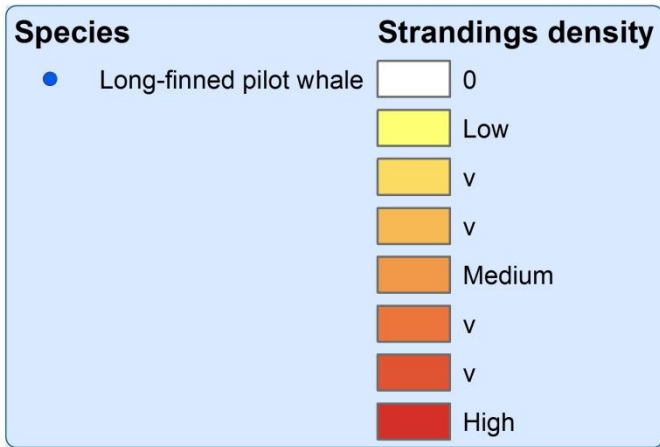 Species
Strandings density
Long-finned pilot whale
0
Low
v
v
Medium
v
v
High